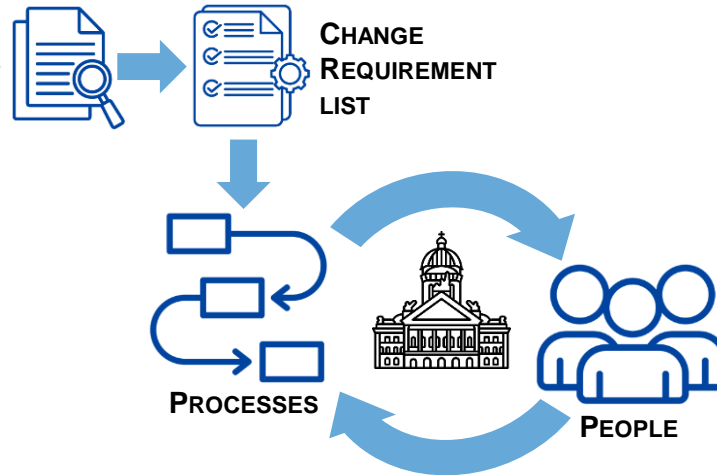 CHANGE
REQUIREMENT
LIST
PROCESSES
PEOPLE